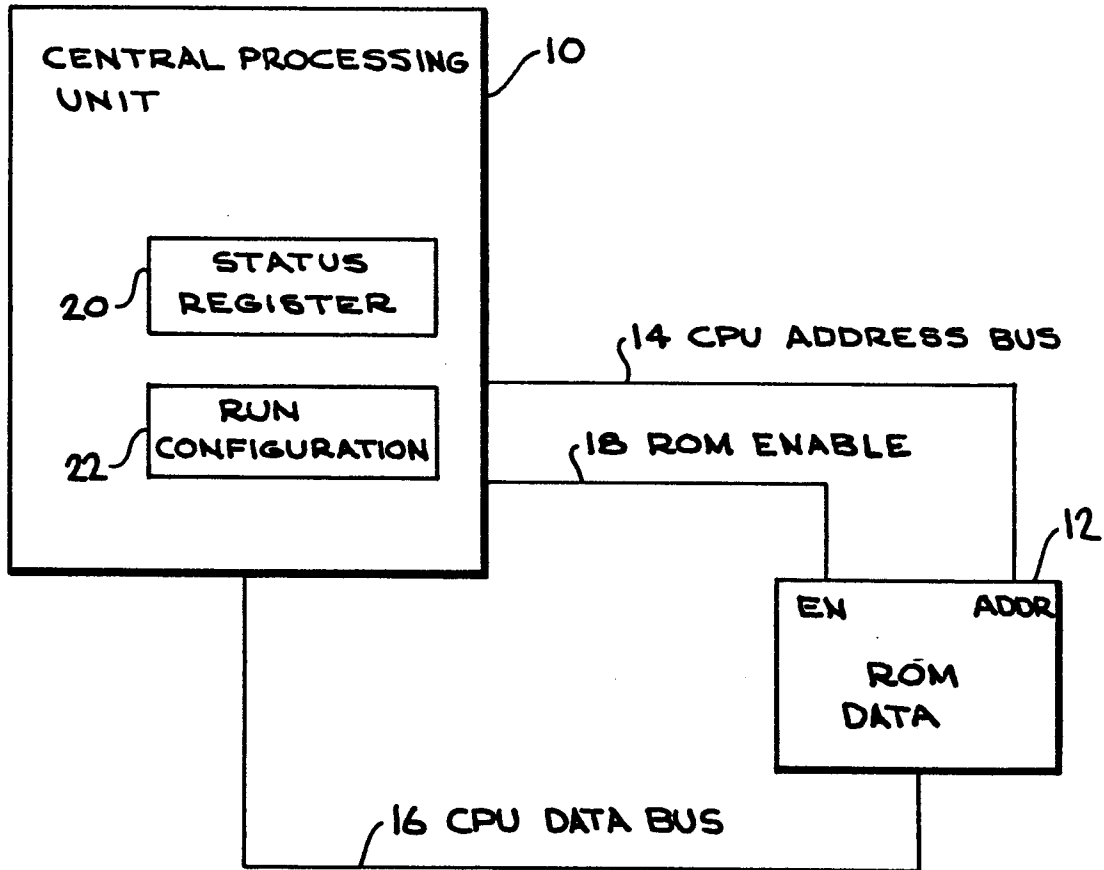 CENTRAL PROCESSING
UNIT
10
STATUS
REGISTER
20
RUN
CONFIGURATION
22
14 CPU ADDRESS BUS
18 ROM ENABLE
12
EN ADDR
ROM
DATA
16 CPU DATA BUS